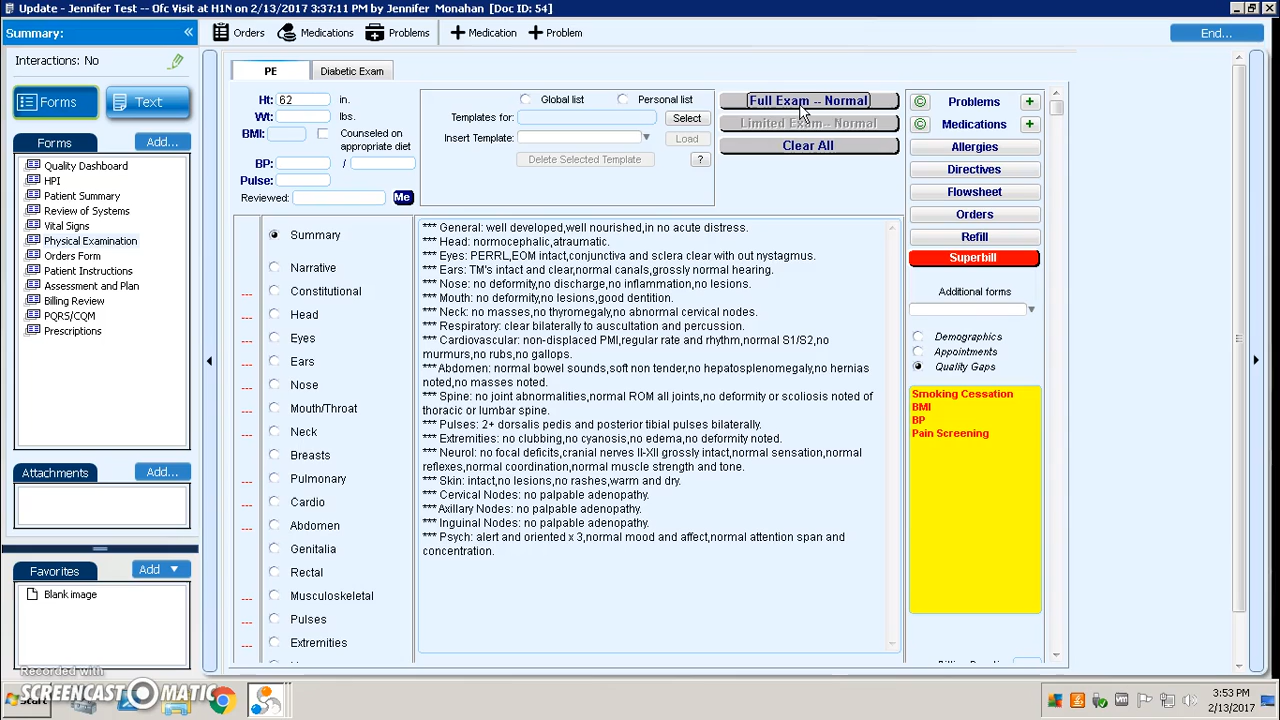 Update - Jennifer Test -- Ofc Visit at H1N on 2/13/2017 3:37:11 PM by Jennifer Monahan [Doc ID: 54]
Summary:
Orders
Medications
Problems
Medication
Problem
End...
Interactions: No
Forms
Text
Forms
Add...
Quality Dashboard
HPI
Patient Summary
Review of Systems
Vital Signs
Physical Examination
Orders Form
Patient Instructions
Assessment and Plan
Billing Review
PQRS/CQM
Prescriptions
Attachments
Add...
Favorites
Add
Blank image
PE
Diabetic Exam
Ht: 62 in.
Wt: lbs.
BMI: Counseled on
appropriate diet
BP: /
Pulse:
Reviewed: Me
Global list
Personal list
Templates for:
Select
Insert Template:
Load
Delete Selected Template
?
Full Exam -- Normal
Limited Exam -- Normal
Clear All
Summary
Narrative
--- Constitutional
--- Head
--- Eyes
--- Ears
--- Nose
--- Mouth/Throat
--- Neck
Breasts
--- Pulmonary
--- Cardio
--- Abdomen
Genitalia
Rectal
--- Musculoskeletal
--- Pulses
--- Extremities
*** General: well developed,well nourished,in no acute distress.
*** Head: normocephalic,atraumatic.
*** Eyes: PERRL,EOM intact,conjunctiva and sclera clear with out nystagmus.
*** Ears: TM's intact and clear,normal canals,grossly normal hearing.
*** Nose: no deformity,no discharge,no inflammation,no lesions.
*** Mouth: no deformity,no lesions,good dentition.
*** Neck: no masses,no thyromegaly,no abnormal cervical nodes.
*** Respiratory: clear bilaterally to auscultation and percussion.
*** Cardiovascular: non-displaced PMI,regular rate and rhythm,normal S1/S2,no
murmurs,no rubs,no gallops.
*** Abdomen: normal bowel sounds,soft non tender,no hepatosplenomegaly,no hernias
noted,no masses noted.
*** Spine: no joint abnormalities,normal ROM all joints,no deformity or scoliosis noted of
thoracic or lumbar spine.
*** Pulses: 2+ dorsalis pedis and posterior tibial pulses bilaterally.
*** Extremities: no clubbing,no cyanosis,no edema,no deformity noted.
*** Neurol: no focal deficits,cranial nerves II-XII grossly intact,normal sensation,normal
reflexes,normal coordination,normal muscle strength and tone.
*** Skin: intact,no lesions,no rashes,warm and dry.
*** Cervical Nodes: no palpable adenopathy.
*** Axillary Nodes: no palpable adenopathy.
*** Inguinal Nodes: no palpable adenopathy.
*** Psych: alert and oriented x 3,normal mood and affect,normal attention span and
concentration.
Problems
Medications
Allergies
Directives
Flowsheet
Orders
Refill
Superbill
Additional forms
Demographics
Appointments
Quality Gaps
Smoking Cessation
BMI
BP
Pain Screening
Recorded with
SCREENCAST MATIC
Start
3:53 PM
2/13/2017